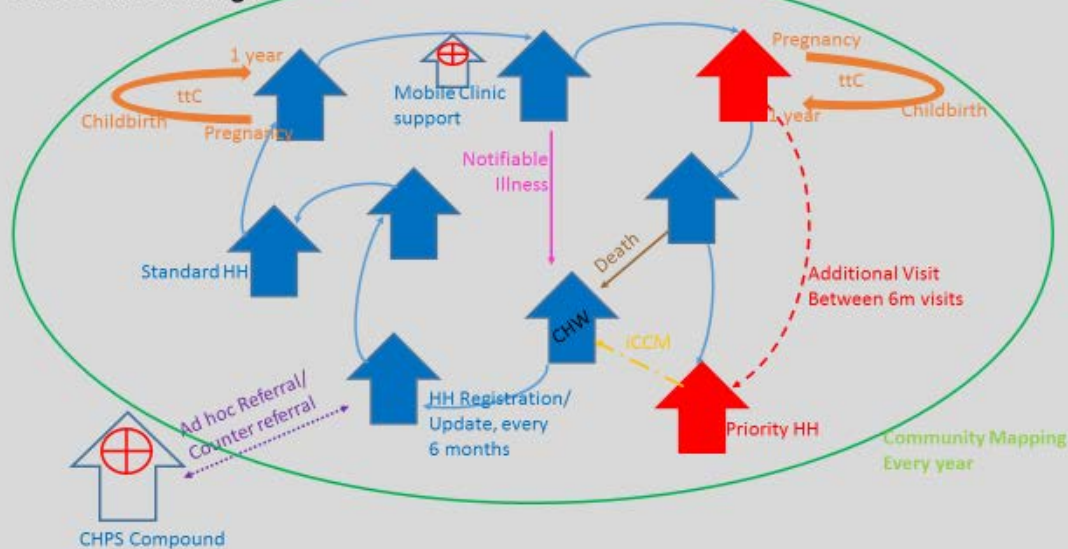 1 year
ttC
Childbirth
Pregnancy
Mobile Clinic
support
Pregnancy
ttC
1 year
Childbirth
Notifiable
Illness
Standard HH
Death
Additional Visit
Between 6m visits
CHW
iCCM
HH Registration/
Update, every
6 months
Priority HH
Ad hoc Referral/
Counter referral
Community Mapping
Every year
CHPS Compound